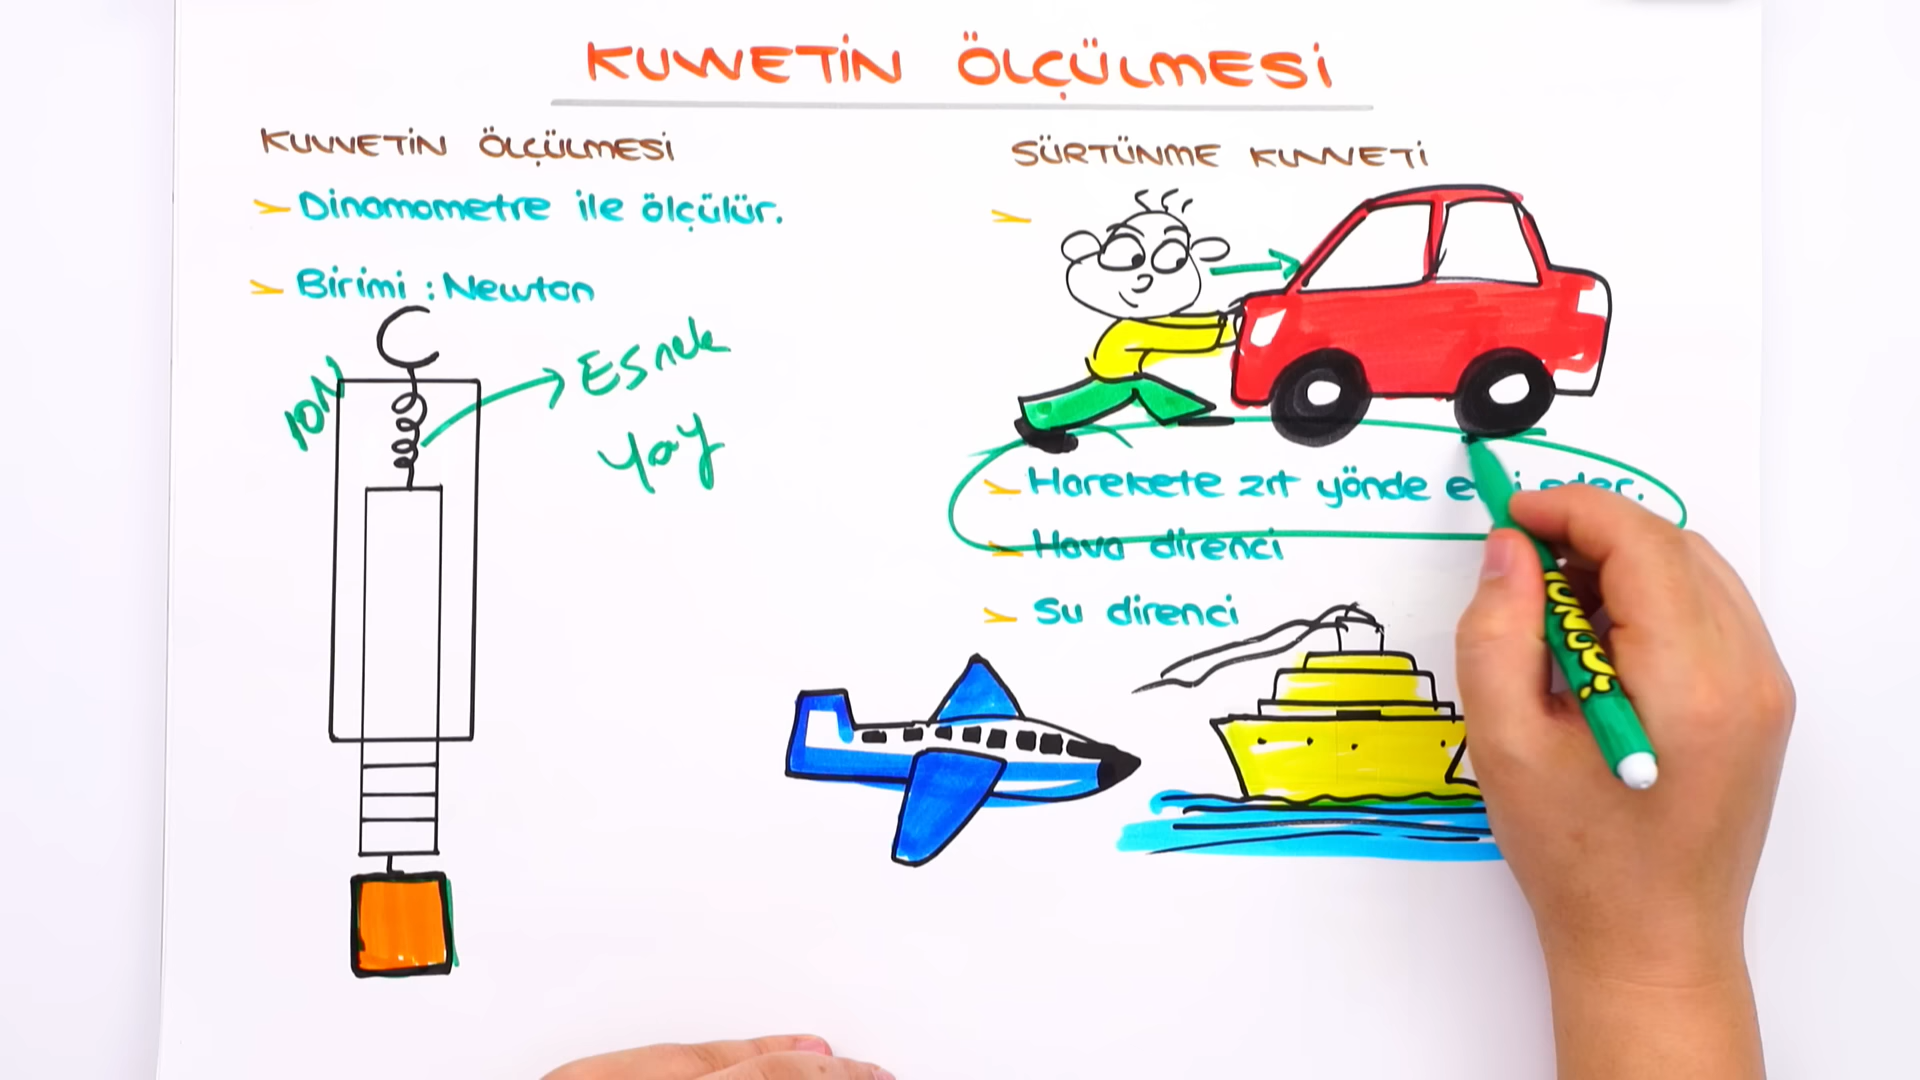 KUVVETİN ÖLÇÜLMESİ
KUVVETİN ÖLÇÜLMESİ
➤ Dinamometre ile ölçülür.
➤ Birimi : Newton
10N
Esnek
yay
SÜRTÜNME KUVVETİ
➤ Harekete zıt yönde eder.
➤ Hava direnci
➤ Su direnci